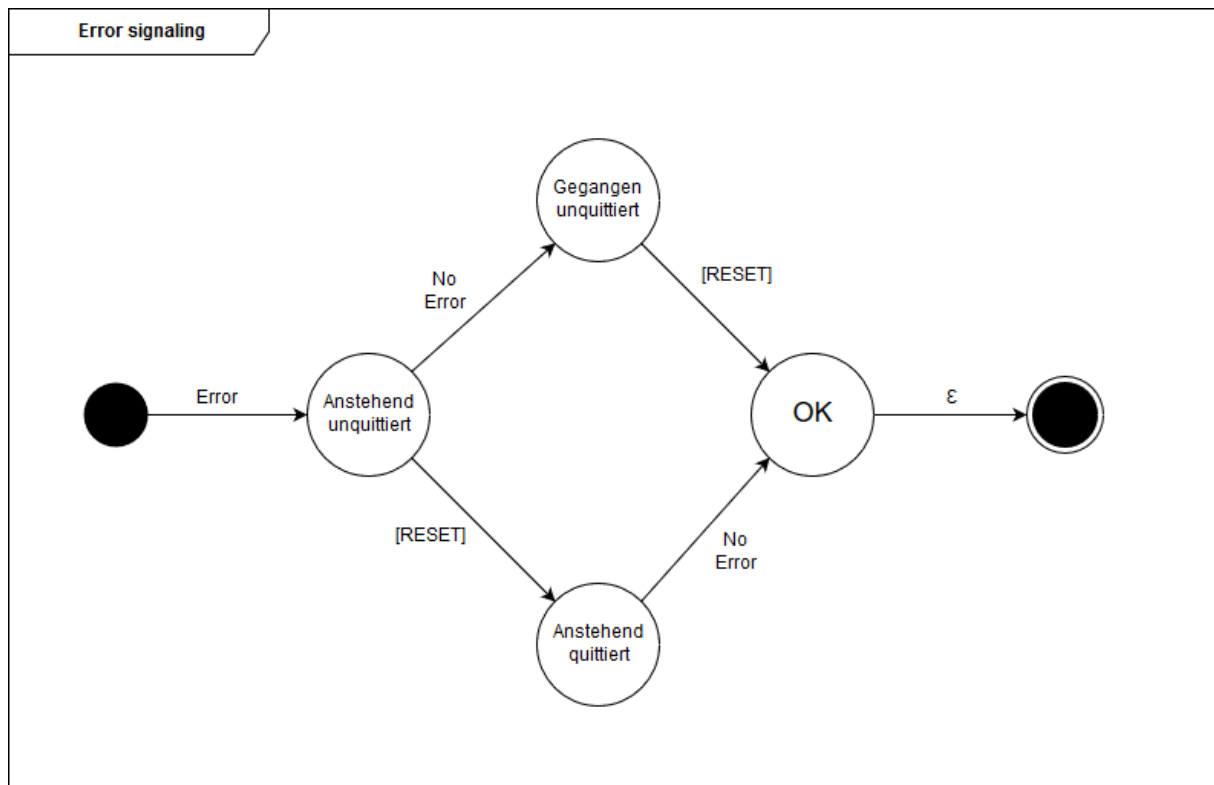 Error signaling
Gegangen
unquittiert
No
Error
[RESET]
Error
Anstehend
unquittiert
OK
ε
[RESET]
No
Error
Anstehend
quittiert